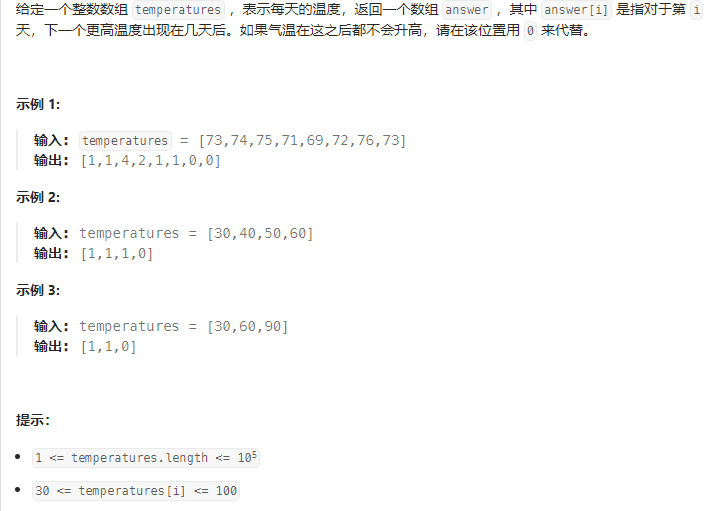 给定一个整数数组 temperatures ，表示每天的温度，返回一个数组 answer ，其中 answer[i] 是指对于第 i
天，下一个更高温度出现在几天后。如果气温在这之后都不会升高，请在该位置用 0 来代替。
示例 1:
输入: temperatures = [73,74,75,71,69,72,76,73]
输出: [1,1,4,2,1,1,0,0]
示例 2:
输入: temperatures = [30,40,50,60]
输出: [1,1,1,0]
示例 3:
输入: temperatures = [30,60,90]
输出: [1,1,0]
提示：
• 1 <= temperatures.length <= 10⁵
• 30 <= temperatures[i] <= 100